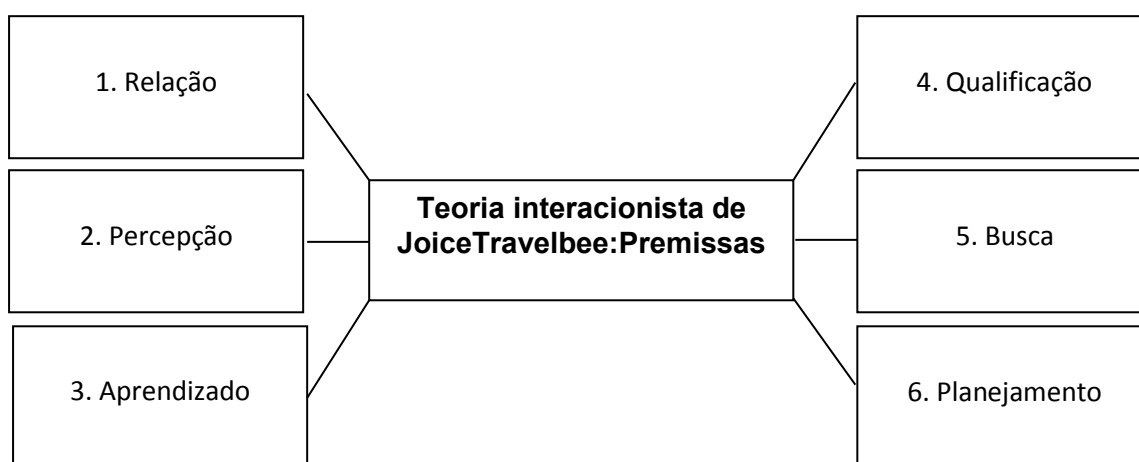 1. Relação
2. Percepção
3. Aprendizado
Teoria interacionista de
JoiceTravelbee:Premissas
4. Qualificação
5. Busca
6. Planejamento